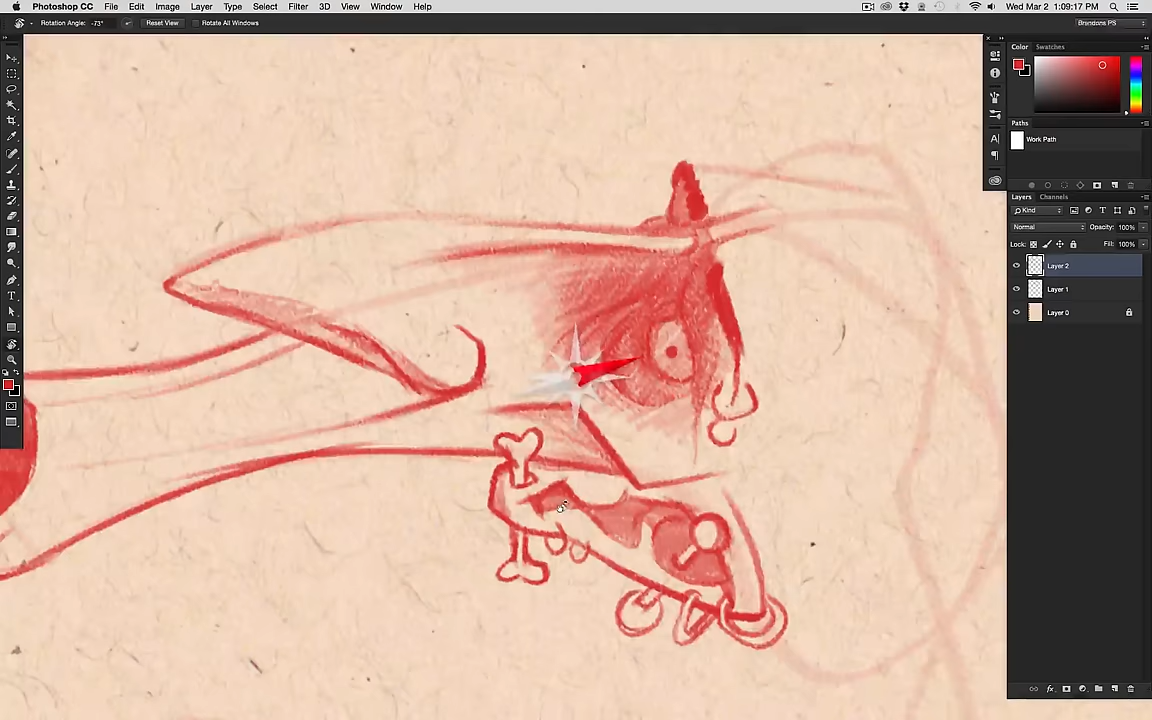 Photoshop CC File Edit Image Layer Type Select Filter 3D View Window Help Wed Mar 2 1:09:17 PM
Rotation Angle: -73° Reset View Rotate All Windows Brandons PS
Color Swatches
Paths
Work Path
Layers Channels
Kind
Normal Opacity: 100%
Lock: Fill: 100%
Layer 2
Layer 1
Layer 0